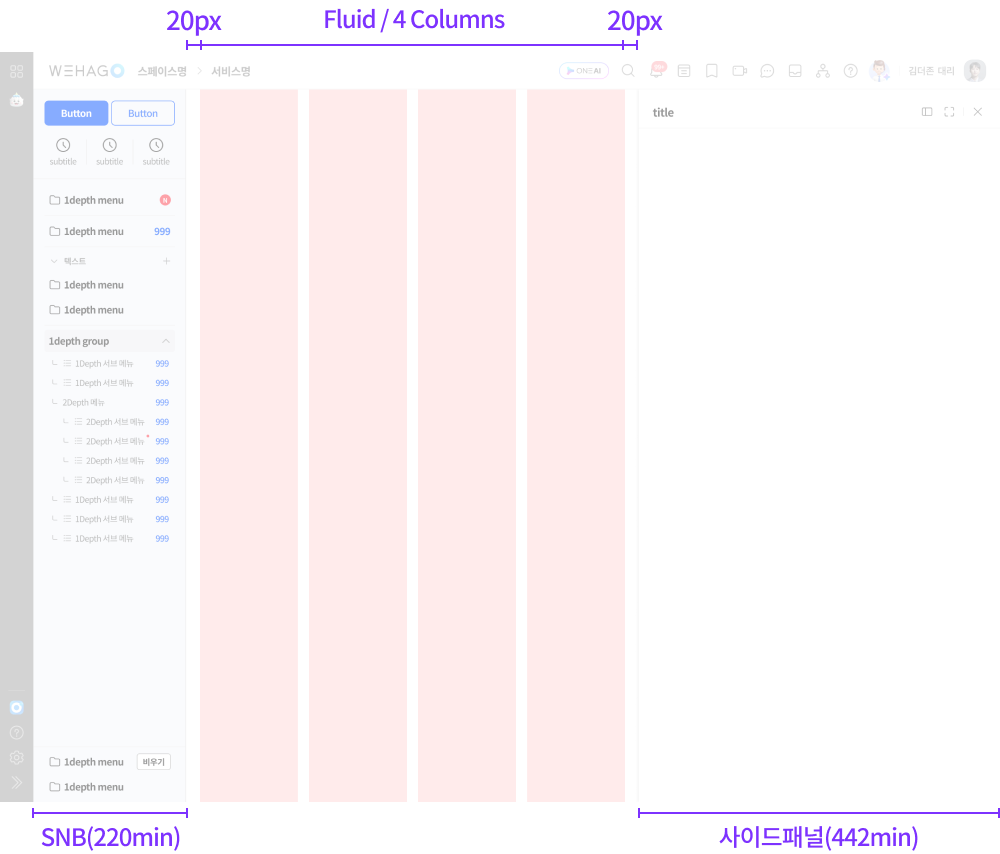 20px
Fluid / 4 Columns
20px
WEHAGO 스페이스명 > 서비스명
ONE AI
김더존 대리
Button
Button
title
subtitle
subtitle
subtitle
1depth menu
N
1depth menu 999
텍스트
1depth menu
1depth menu
1depth group
1Depth 서브 메뉴 999
1Depth 서브 메뉴 999
2Depth 메뉴 999
2Depth 서브 메뉴 999
2Depth 서브 메뉴 999
2Depth 서브 메뉴 999
2Depth 서브 메뉴 999
1Depth 서브 메뉴 999
1Depth 서브 메뉴 999
1Depth 서브 메뉴 999
1depth menu 비우기
1depth menu
SNB(220min)
사이드패널(442min)